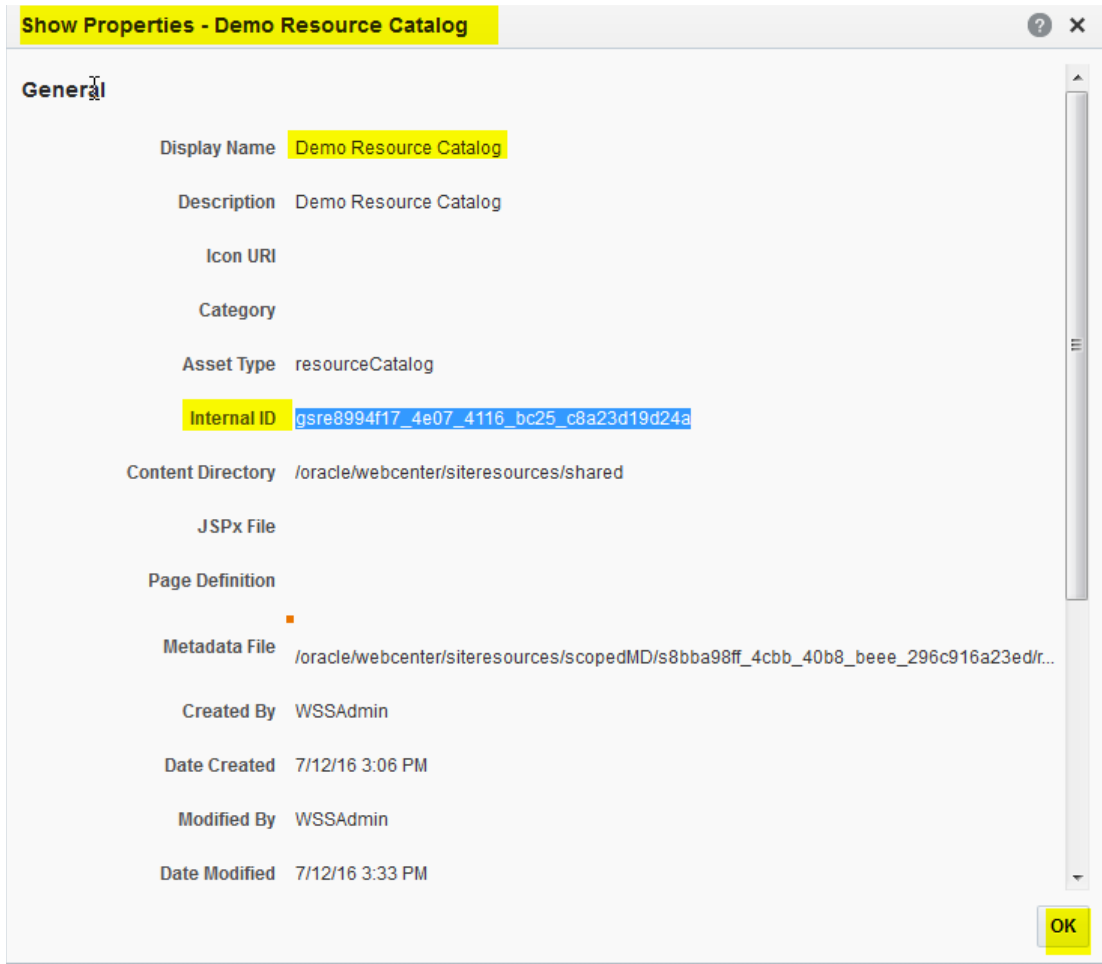 Show Properties - Demo Resource Catalog
General
Display Name Demo Resource Catalog
Description Demo Resource Catalog
Icon URI
Category
Asset Type resourceCatalog
Internal ID gsre8994f17_4e07_4116_bc25_c8a23d19d24a
Content Directory /oracle/webcenter/siteresources/shared
JSPx File
Page Definition
Metadata File /oracle/webcenter/siteresources/scopedMD/s8bba98ff_4cbb_40b8_beee_296c916a23ed/r...
Created By WSSAdmin
Date Created 7/12/16 3:06 PM
Modified By WSSAdmin
Date Modified 7/12/16 3:33 PM
OK